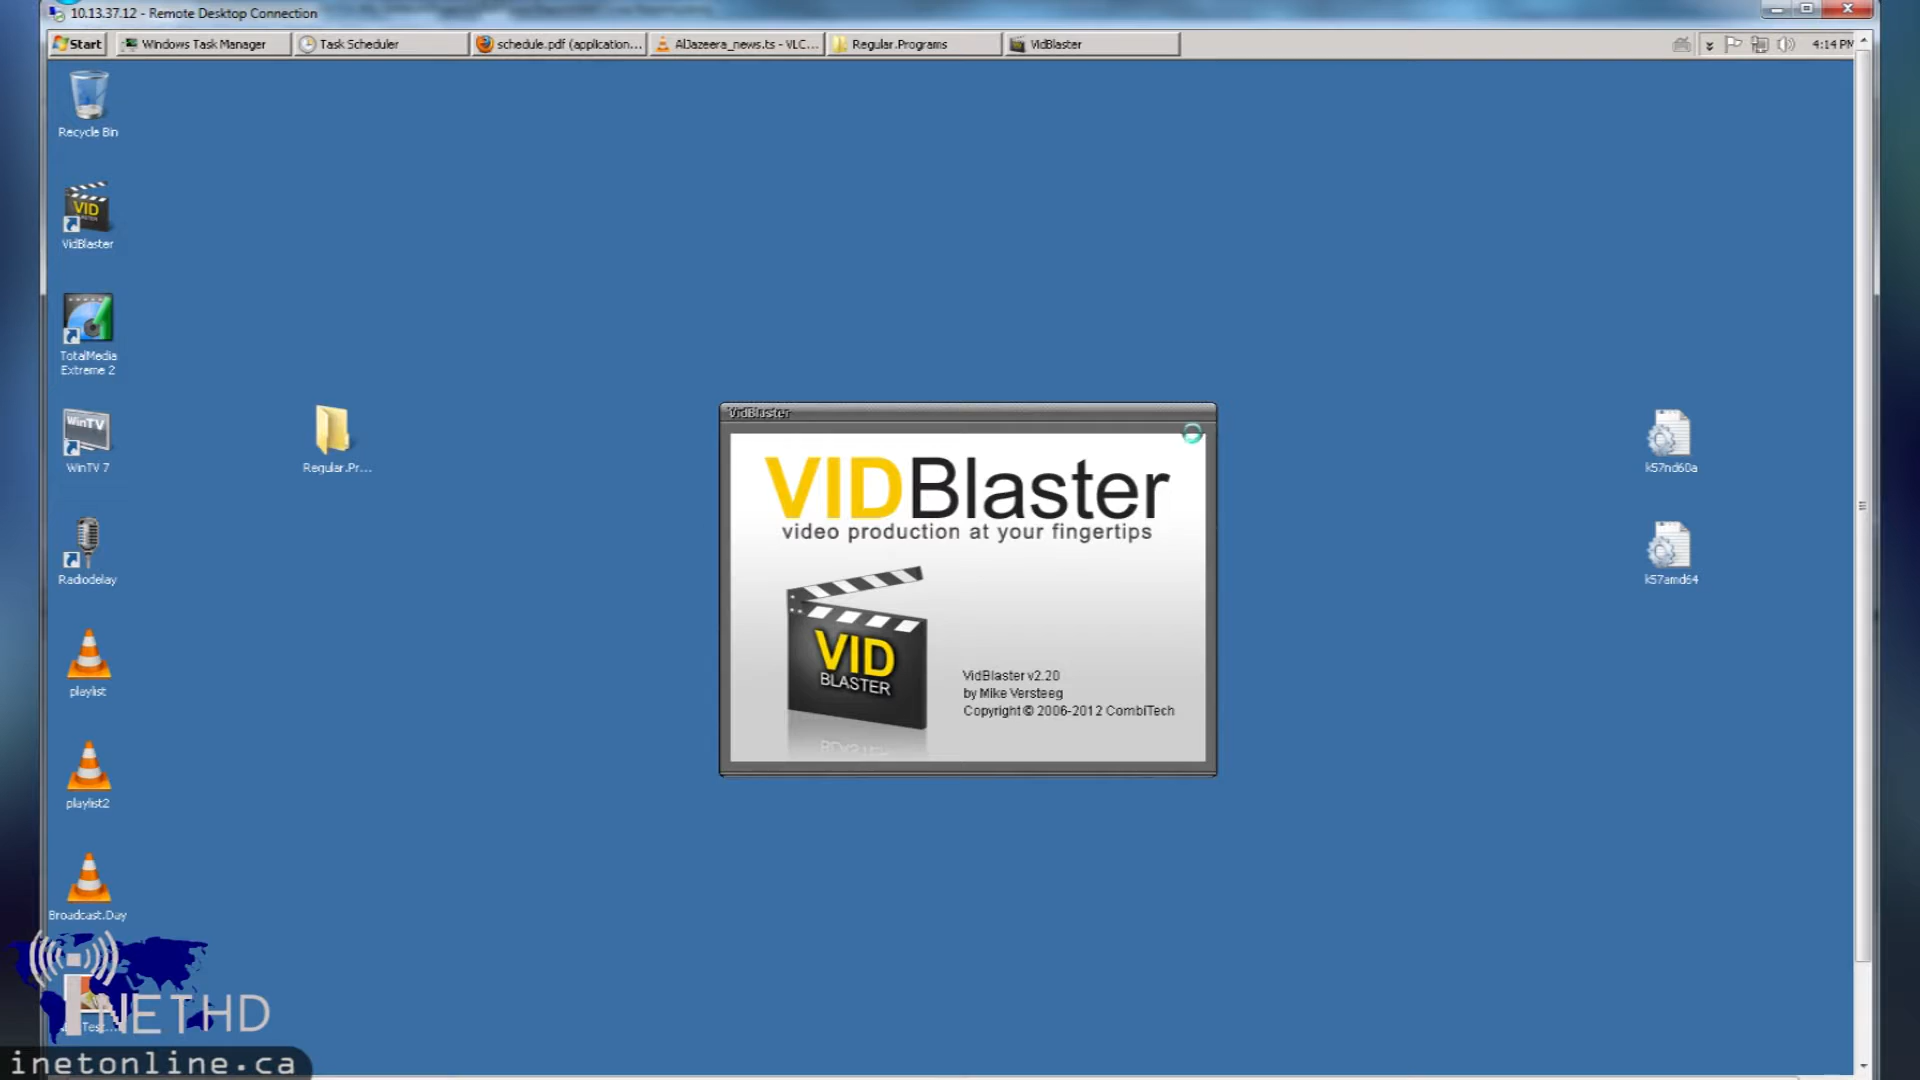 10.13.37.12 - Remote Desktop Connection
Start
Windows Task Manager
Task Scheduler
schedule.pdf (application...
AlJazeera_news.ts - VLC...
Regular.Programs
VidBlaster
4:14 PM
Recycle Bin
VID
VidBlaster
TotalMedia
Extreme 2
WinTV
WinTV 7
Regular.Pr...
Radiodelay
playlist
playlist2
Broadcast.Day
k57nd60a
k57amd64
VidBlaster
VIDBlaster
video production at your fingertips
VID
BLASTER
VidBlaster v2.20
by Mike Versteeg
Copyright © 2006-2012 CombiTech
iNETHD
inetonline.ca